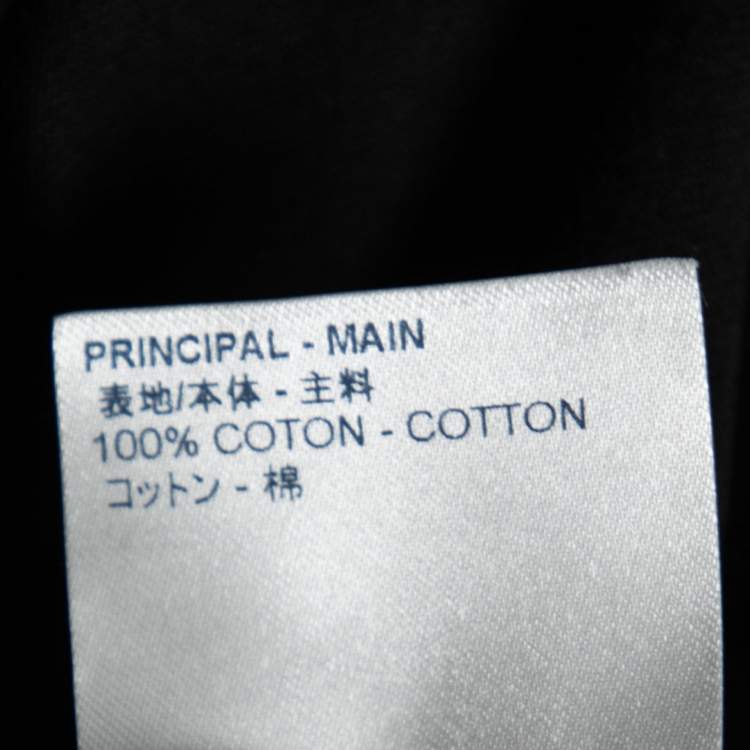 PRINCIPAL - MAIN
表地/本体 - 主料
100% COTON - COTTON
コットン - 棉